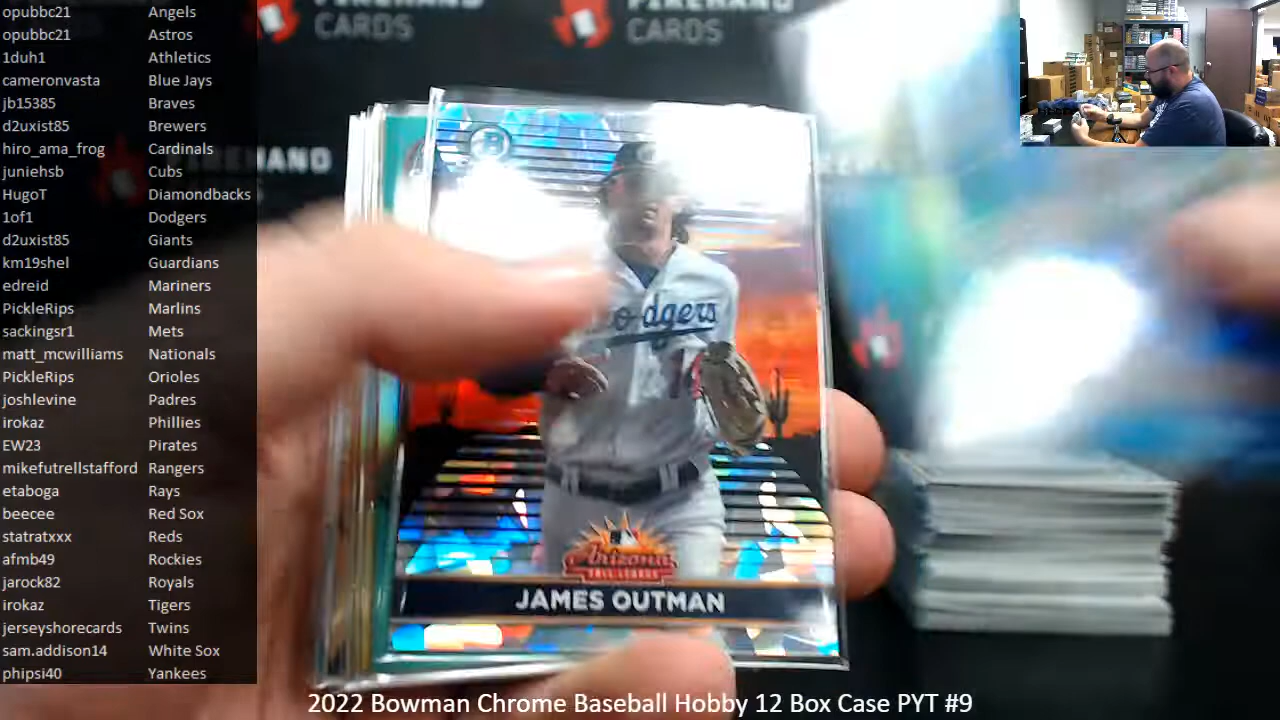 opubbc21 Angels
opubbc21 Astros
1duh1 Athletics
cameronvasta Blue Jays
jb15385 Braves
d2uxist85 Brewers
hiro_ama_frog Cardinals
juniehsb Cubs
HugoT Diamondbacks
1of1 Dodgers
d2uxist85 Giants
km19shel Guardians
edreid Mariners
PickleRips Marlins
sackingsr1 Mets
matt_mcwilliams Nationals
PickleRips Orioles
joshlevine Padres
irokaz Phillies
EW23 Pirates
mikefutrellstafford Rangers
etaboga Rays
beecee Red Sox
statratxxx Reds
afmb49 Rockies
jarock82 Royals
irokaz Tigers
jerseyshorecards Twins
sam.addison14 White Sox
phipsi40 Yankees
CARDS
CARDS
dgers
Arizona
FALL LEAGUE
JAMES OUTMAN
2022 Bowman Chrome Baseball Hobby 12 Box Case PYT #9